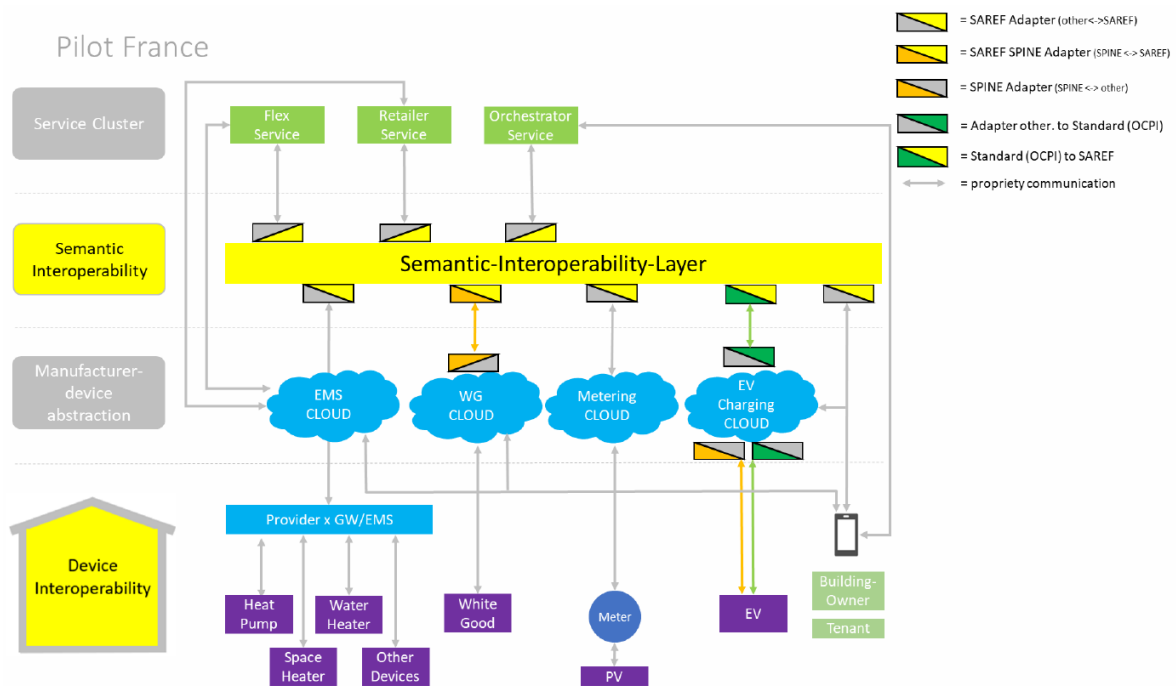 Pilot France
= SAREF Adapter (other<->SAREF)
= SAREF SPINE Adapter (SPINE <-> SAREF)
= SPINE Adapter (SPINE <-> other)
= Adapter other. to Standard (OCPI)
= Standard (OCPI) to SAREF
= propriety communication
Service Cluster
Flex
Service
Retailer
Service
Orchestrator
Service
Semantic
Interoperability
Semantic-Interoperability-Layer
Manufacturer-
device
abstraction
EMS
CLOUD
WG
CLOUD
Metering
CLOUD
EV
Charging
CLOUD
Provider x GW/EMS
Device
Interoperability
Heat
Pump
Water
Heater
Space
Heater
Other
Devices
White
Good
Meter
PV
EV
Building-
Owner
Tenant